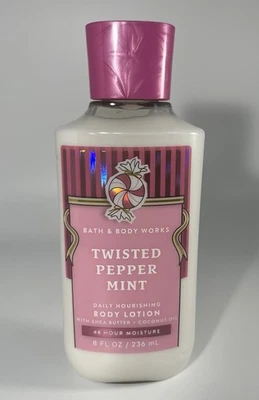 BATH & BODY WORKS
TWISTED
PEPPER
MINT
DAILY NOURISHING
BODY LOTION
WITH SHEA BUTTER + COCONUT OIL
48 HOUR MOISTURE
8 FL OZ / 236 mL